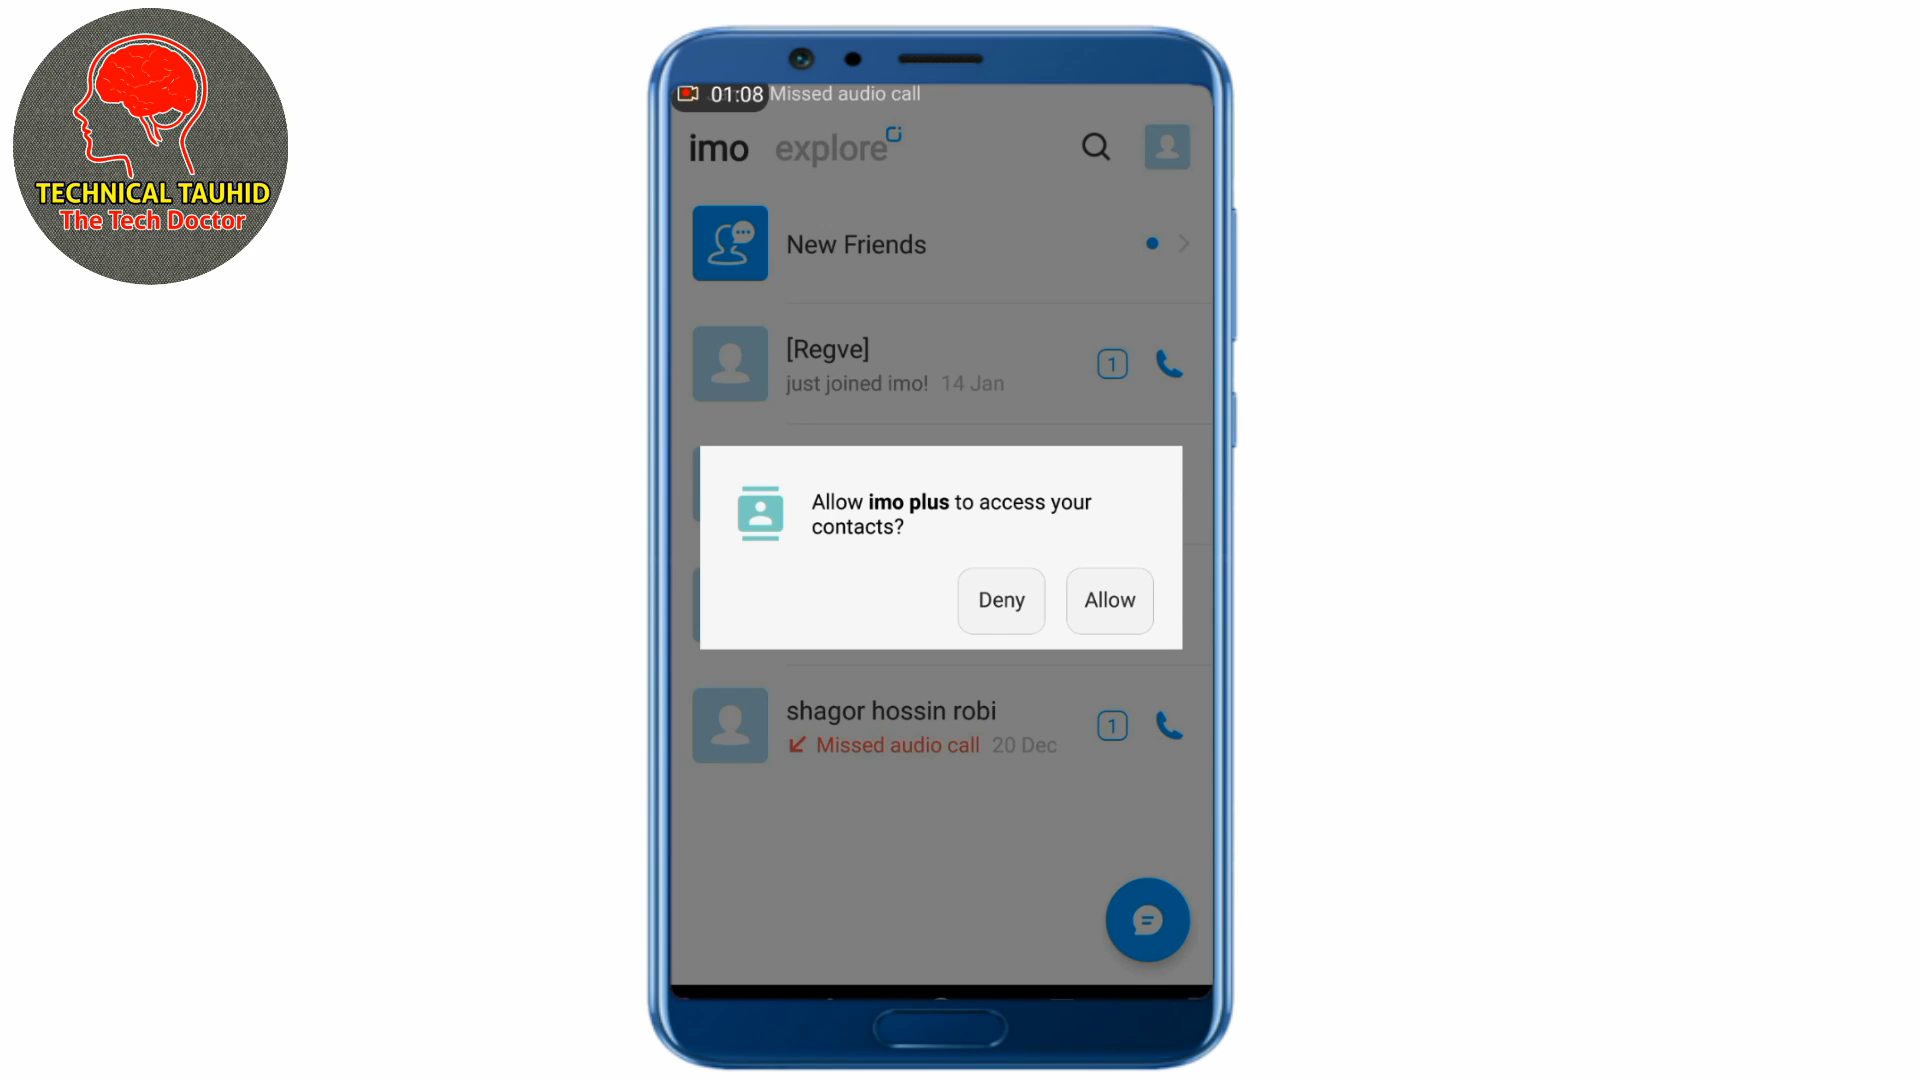 TECHNICAL TAUHID
The Tech Doctor
01:08 Missed audio call
imo explore
New Friends
[Regve]
1
just joined imo! 14 Jan
Allow imo plus to access your
contacts?
Deny Allow
shagor hossin robi
1
Missed audio call 20 Dec